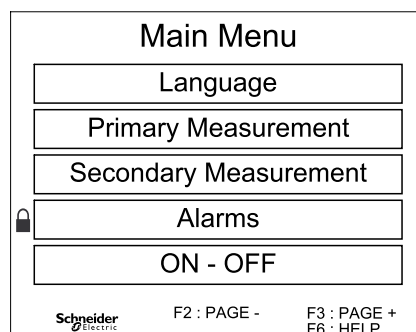 Main Menu
Language
Primary Measurement
Secondary Measurement
Alarms
ON - OFF
Schneider
Electric
F2 : PAGE -
F3 : PAGE +
F6 : HELP